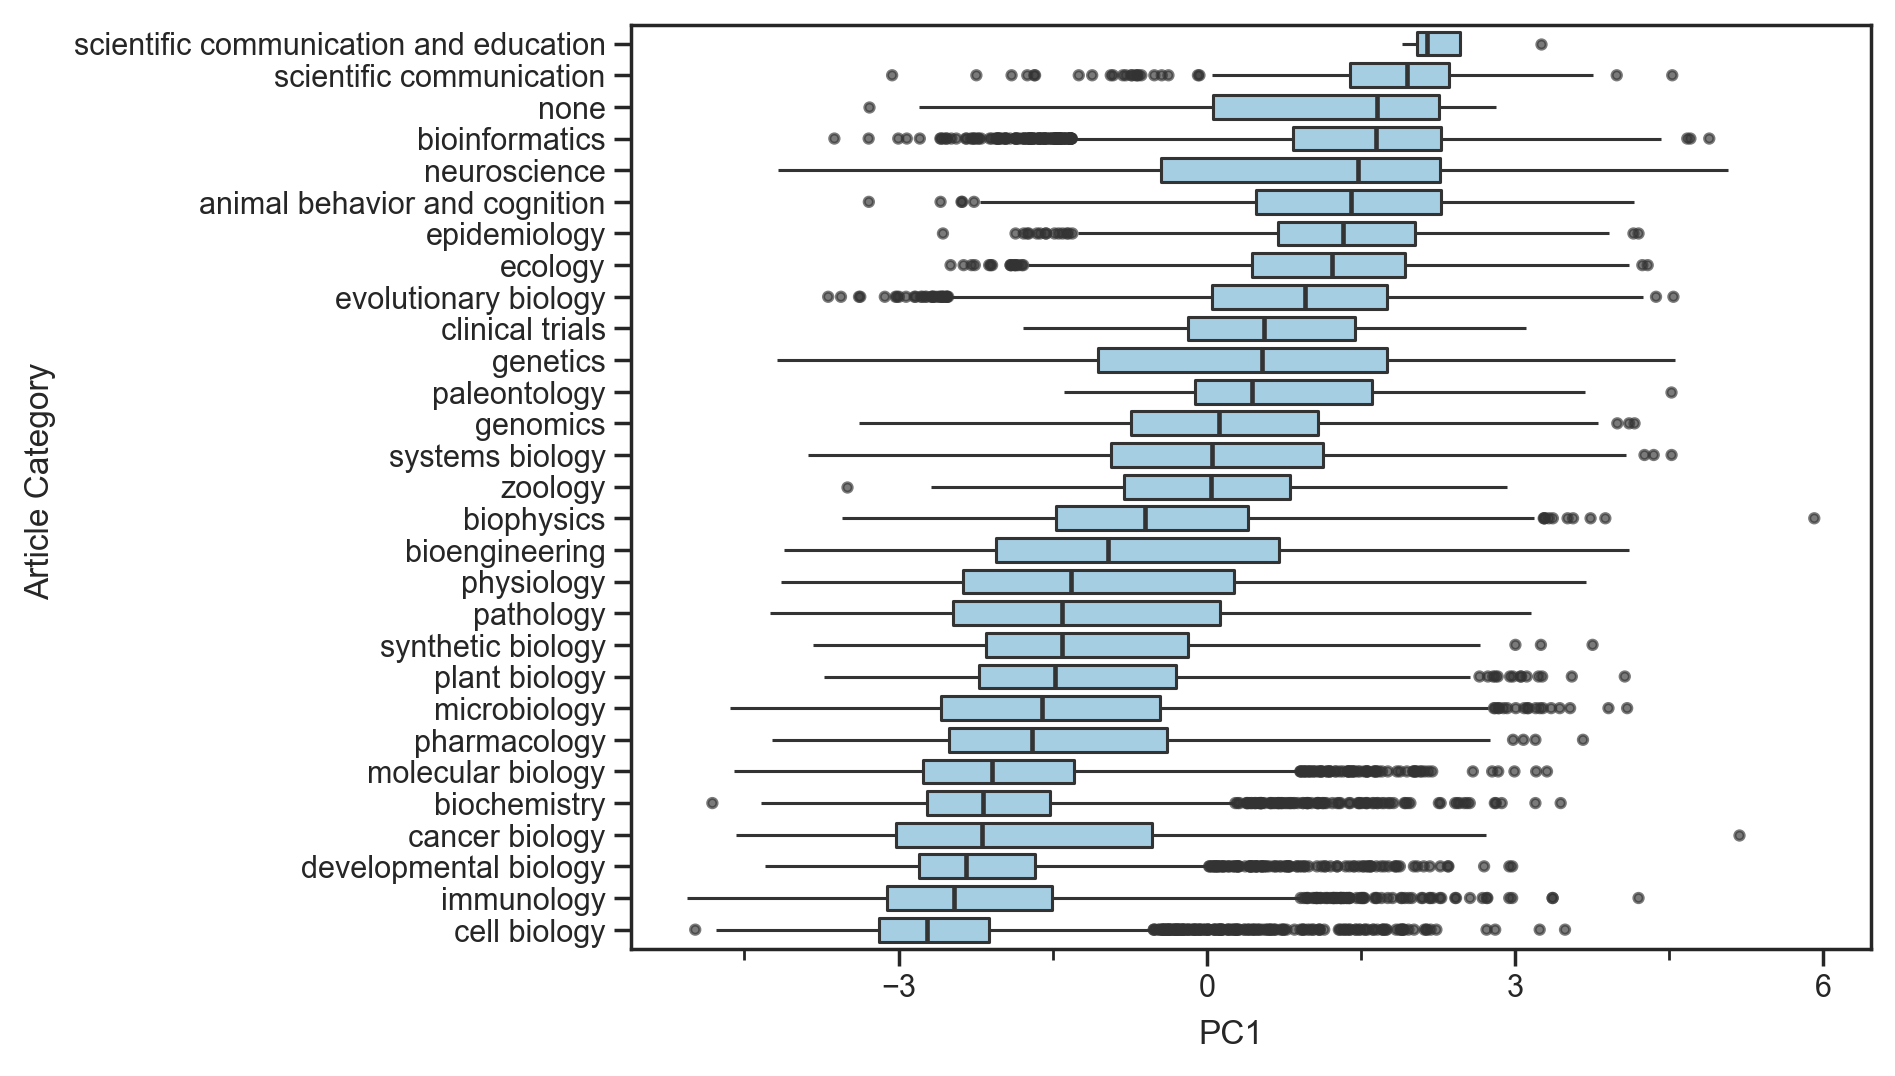 scientific communication and education
scientific communication
none
bioinformatics
neuroscience
animal behavior and cognition
epidemiology
ecology
evolutionary biology
clinical trials
genetics
paleontology
genomics
systems biology
zoology
biophysics
bioengineering
physiology
pathology
synthetic biology
plant biology
microbiology
pharmacology
molecular biology
biochemistry
cancer biology
developmental biology
immunology
cell biology
Article Category
−3 0 3 6
PC1